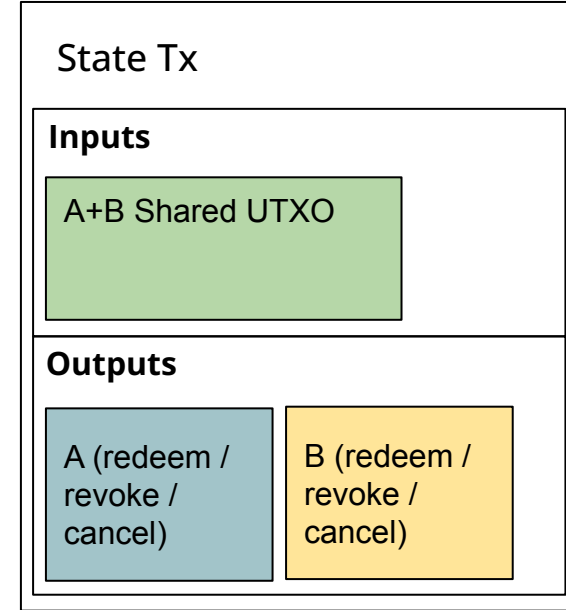 State Tx
Inputs
A+B Shared UTXO
Outputs
A (redeem /
revoke /
cancel)
B (redeem /
revoke /
cancel)